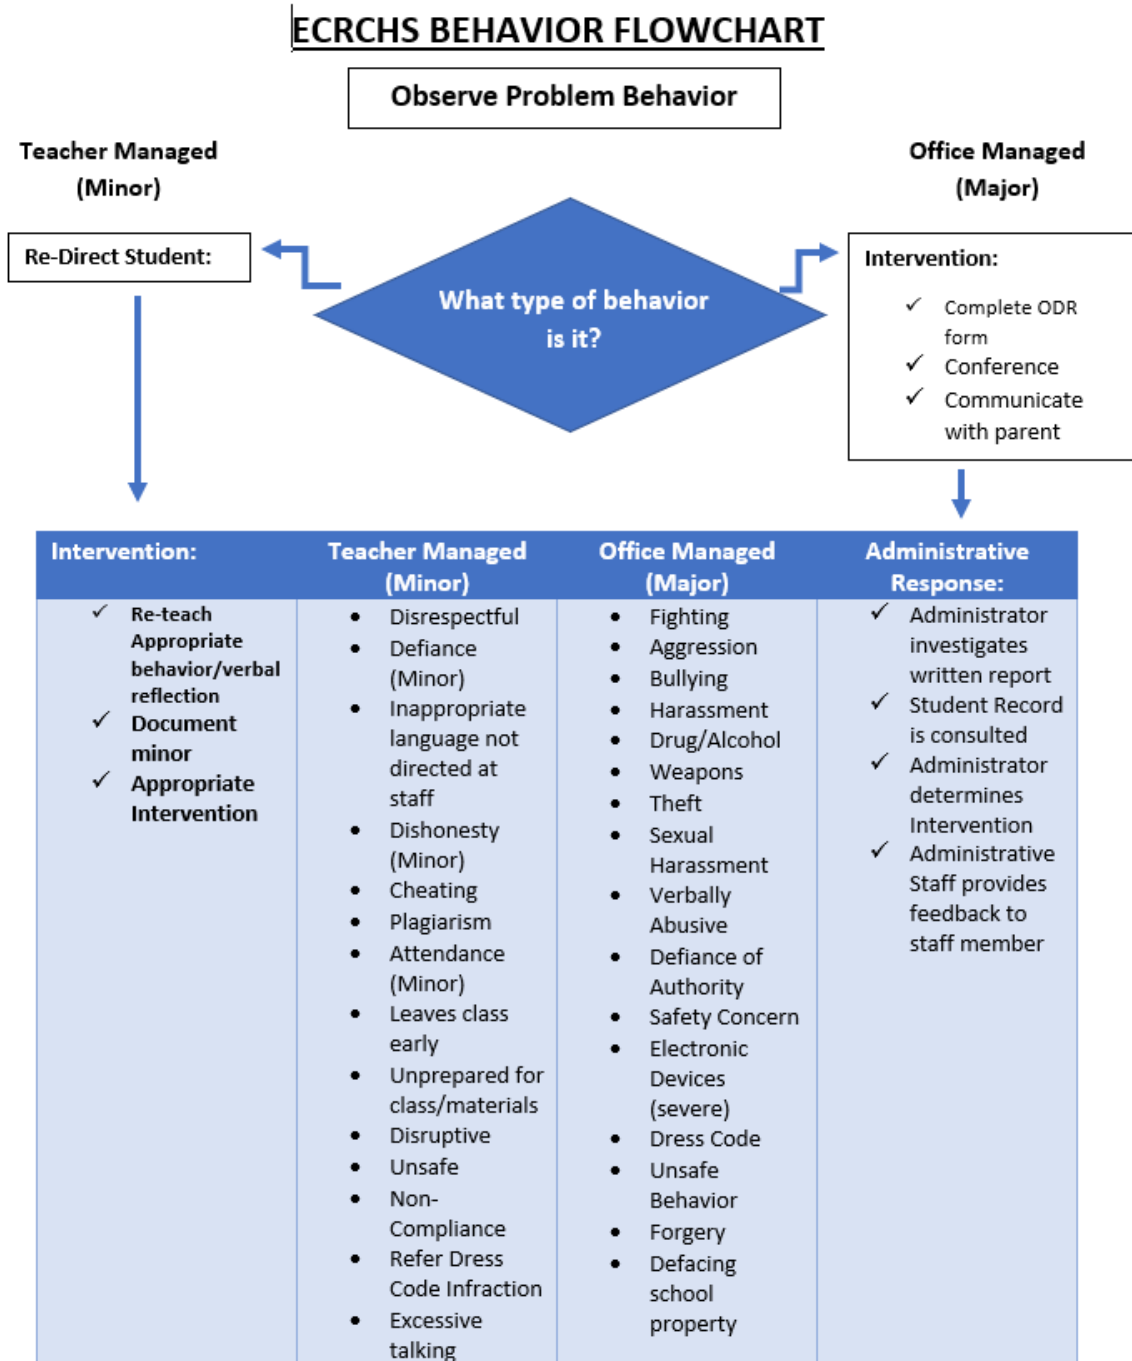 ECRCHS BEHAVIOR FLOWCHART
Observe Problem Behavior
Teacher Managed
(Minor)
Office Managed
(Major)
Re-Direct Student:
What type of behavior
is it?
Intervention:
✓ Complete ODR
form
✓ Conference
✓ Communicate
with parent
Intervention:
✓ Re-teach
Appropriate
behavior/verbal
reflection
✓ Document
minor
✓ Appropriate
Intervention
Teacher Managed
(Minor)
• Disrespectful
• Defiance
(Minor)
• Inappropriate
language not
directed at
staff
• Dishonesty
(Minor)
• Cheating
• Plagiarism
• Attendance
(Minor)
• Leaves class
early
• Unprepared for
class/materials
• Disruptive
• Unsafe
• Non-
Compliance
• Refer Dress
Code Infraction
• Excessive
talking
Office Managed
(Major)
• Fighting
• Aggression
• Bullying
• Harassment
• Drug/Alcohol
• Weapons
• Theft
• Sexual
Harassment
• Verbally
Abusive
• Defiance of
Authority
• Safety Concern
• Electronic
Devices
(severe)
• Dress Code
• Unsafe
Behavior
• Forgery
• Defacing
school
property
Administrative
Response:
✓ Administrator
investigates
written report
✓ Student Record
is consulted
✓ Administrator
determines
Intervention
✓ Administrative
Staff provides
feedback to
staff member